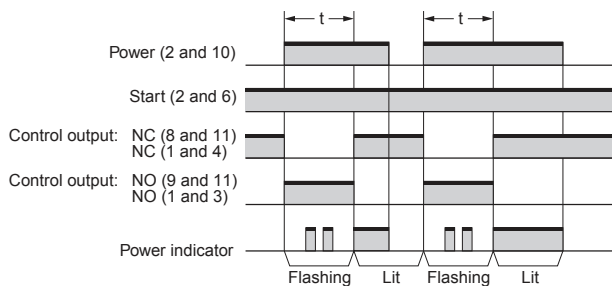 t t
Power (2 and 10)
Start (2 and 6)
Control output: NC (8 and 11)
NC (1 and 4)
Control output: NO (9 and 11)
NO (1 and 3)
Power indicator
Flashing Lit Flashing Lit